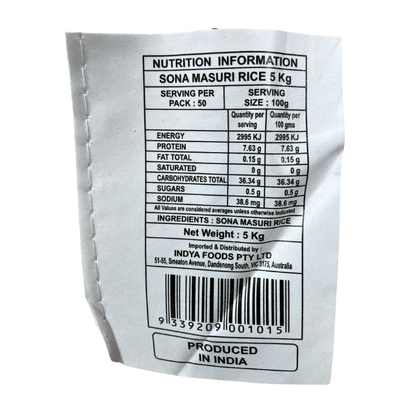 NUTRITION INFORMATION
SONA MASURI RICE 5 Kg
SERVING PER PACK : 50 SERVING SIZE : 100g
Quantity per serving Quantity per 100 gms
ENERGY 2995 KJ 2995 KJ
PROTEIN 7.63 g 7.63 g
FAT TOTAL 0.15 g 0.15 g
SATURATED 0g 0g
CARBOHYDRATES TOTAL 36.34 g 36.34 g
SUGARS 0.5 g 0.5 g
SODIUM 38.6 mg 38.6 mg
All Values are considered averages unless otherwise indicated
INGREDIENTS : SONA MASURI RICE
Net Weight : 5 Kg
Imported & Distributed by :
INDYA FOODS PTY LTD
51-55, Smeaton Avenue, Dandenong South, VIC 3175, Australia
9 339209 001015
PRODUCED
IN INDIA